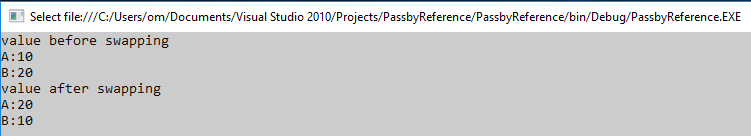 Select file:///C:/Users/om/Documents/Visual Studio 2010/Projects/PassbyReference/PassbyReference/bin/Debug/PassbyReference.EXE
value before swapping
A:10
B:20
value after swapping
A:20
B:10